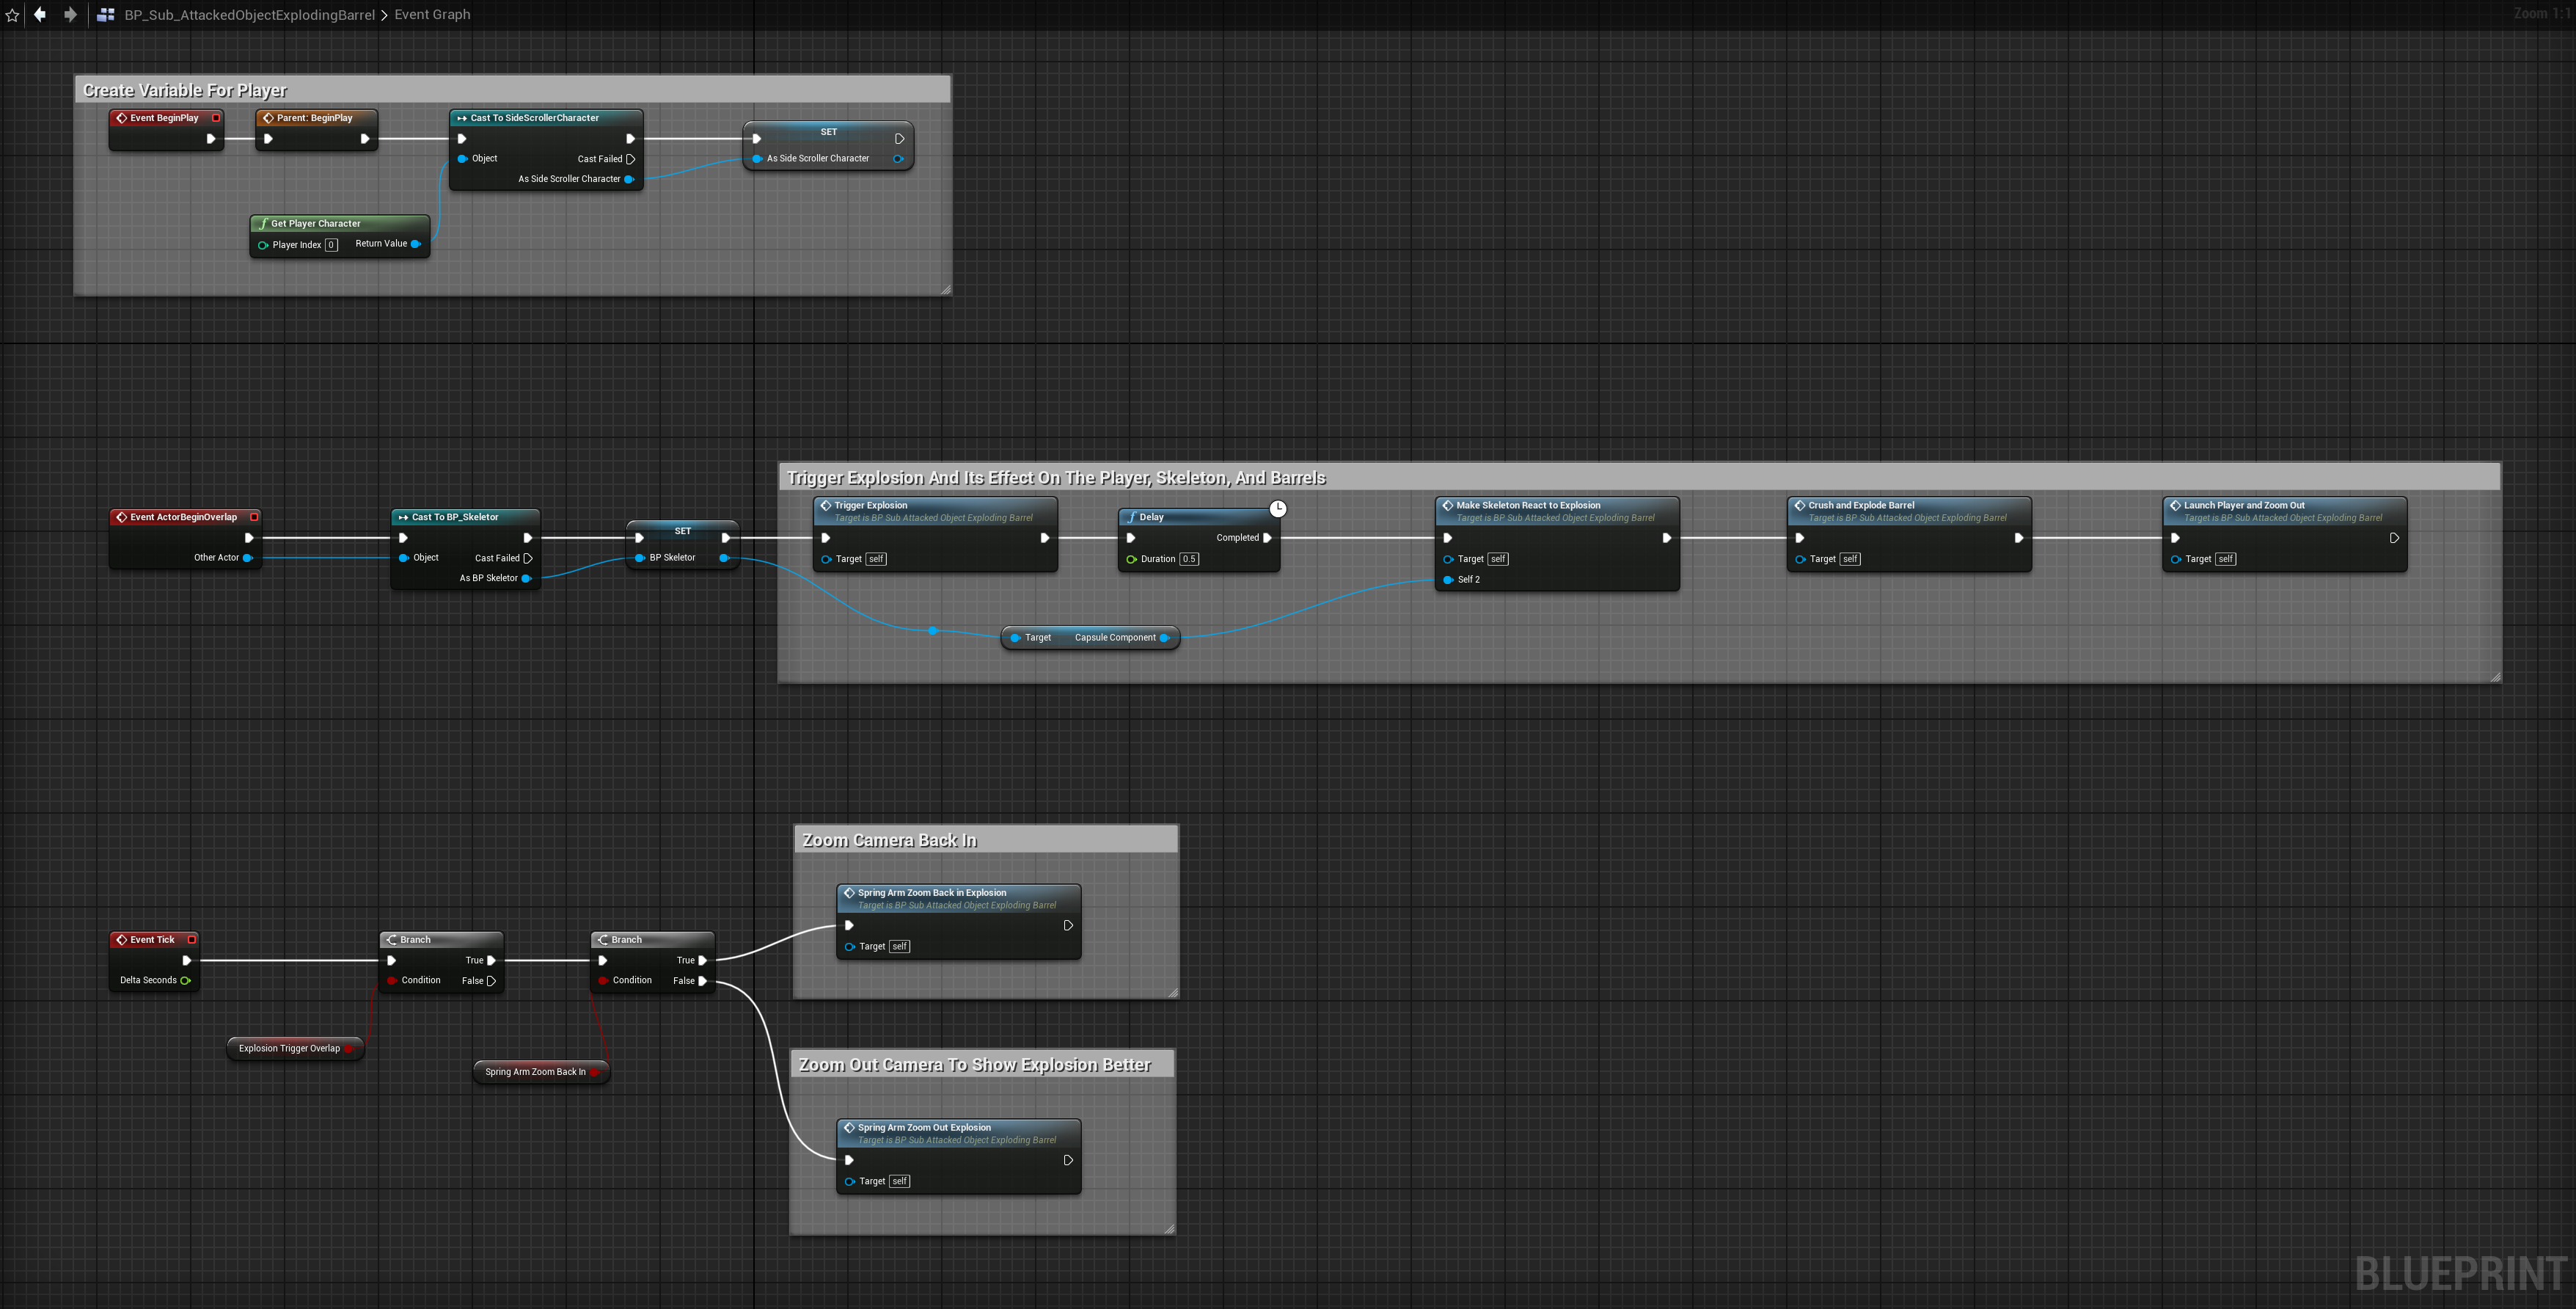 BP_Sub_AttackedObjectExplodingBarrel > Event Graph
Zoom 1:1
Create Variable For Player
Event BeginPlay
Parent: BeginPlay
Cast To SideScrollerCharacter
Object
Cast Failed
As Side Scroller Character
SET
As Side Scroller Character
Get Player Character
Player Index 0
Return Value
Trigger Explosion And Its Effect On The Player, Skeleton, And Barrels
Event ActorBeginOverlap
Other Actor
Cast To BP_Skeletor
Object
Cast Failed
As BP Skeletor
SET
BP Skeletor
Trigger Explosion
Target is BP Sub Attacked Object Exploding Barrel
Target self
Delay
Completed
Duration 0.5
Target
Capsule Component
Make Skeleton React to Explosion
Target is BP Sub Attacked Object Exploding Barrel
Target self
Self 2
Crush and Explode Barrel
Target is BP Sub Attacked Object Exploding Barrel
Target self
Launch Player and Zoom Out
Target is BP Sub Attacked Object Exploding Barrel
Target self
Event Tick
Delta Seconds
Explosion Trigger Overlap
Branch
True
Condition
False
Spring Arm Zoom Back In
Branch
True
Condition
False
Zoom Camera Back In
Spring Arm Zoom Back in Explosion
Target is BP Sub Attacked Object Exploding Barrel
Target self
Zoom Out Camera To Show Explosion Better
Spring Arm Zoom Out Explosion
Target is BP Sub Attacked Object Exploding Barrel
Target self
BLUEPRINT